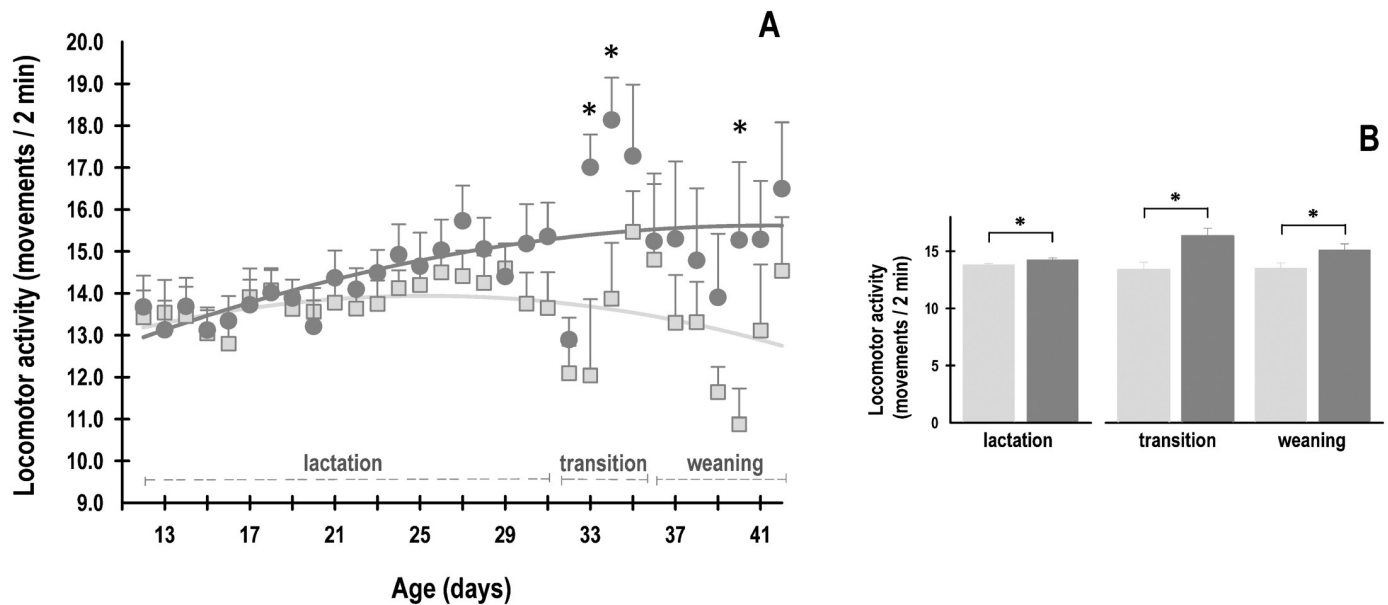 A
Locomotor activity (movements / 2 min)
20.0
19.0
18.0
17.0
16.0
15.0
14.0
13.0
12.0
11.0
10.0
9.0
*
*
*
lactation
transition
weaning
13
17
21
25
29
33
37
41
Age (days)
B
Locomotor activity
(movements / 2 min)
15
10
5
0
*
*
*
lactation
transition
weaning